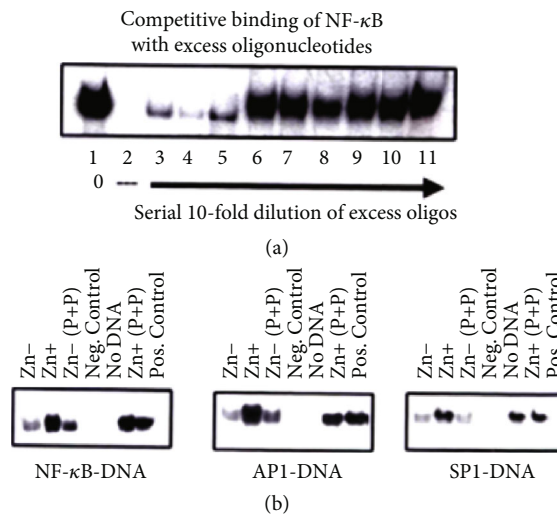 Competitive binding of NF-κB
with excess oligonucleotides
1 2 3 4 5 6 7 8 9 10 11
0
Serial 10-fold dilution of excess oligos
(a)
Zn−
Zn+
Zn− (P+P)
Neg. Control
No DNA
Zn+ (P+P)
Pos. Control
NF-κB-DNA
Zn−
Zn+
Zn− (P+P)
Neg. Control
No DNA
Zn+ (P+P)
Pos. Control
AP1-DNA
Zn−
Zn+
Zn− (P+P)
Neg. Control
No DNA
Zn+ (P+P)
Pos. Control
SP1-DNA
(b)